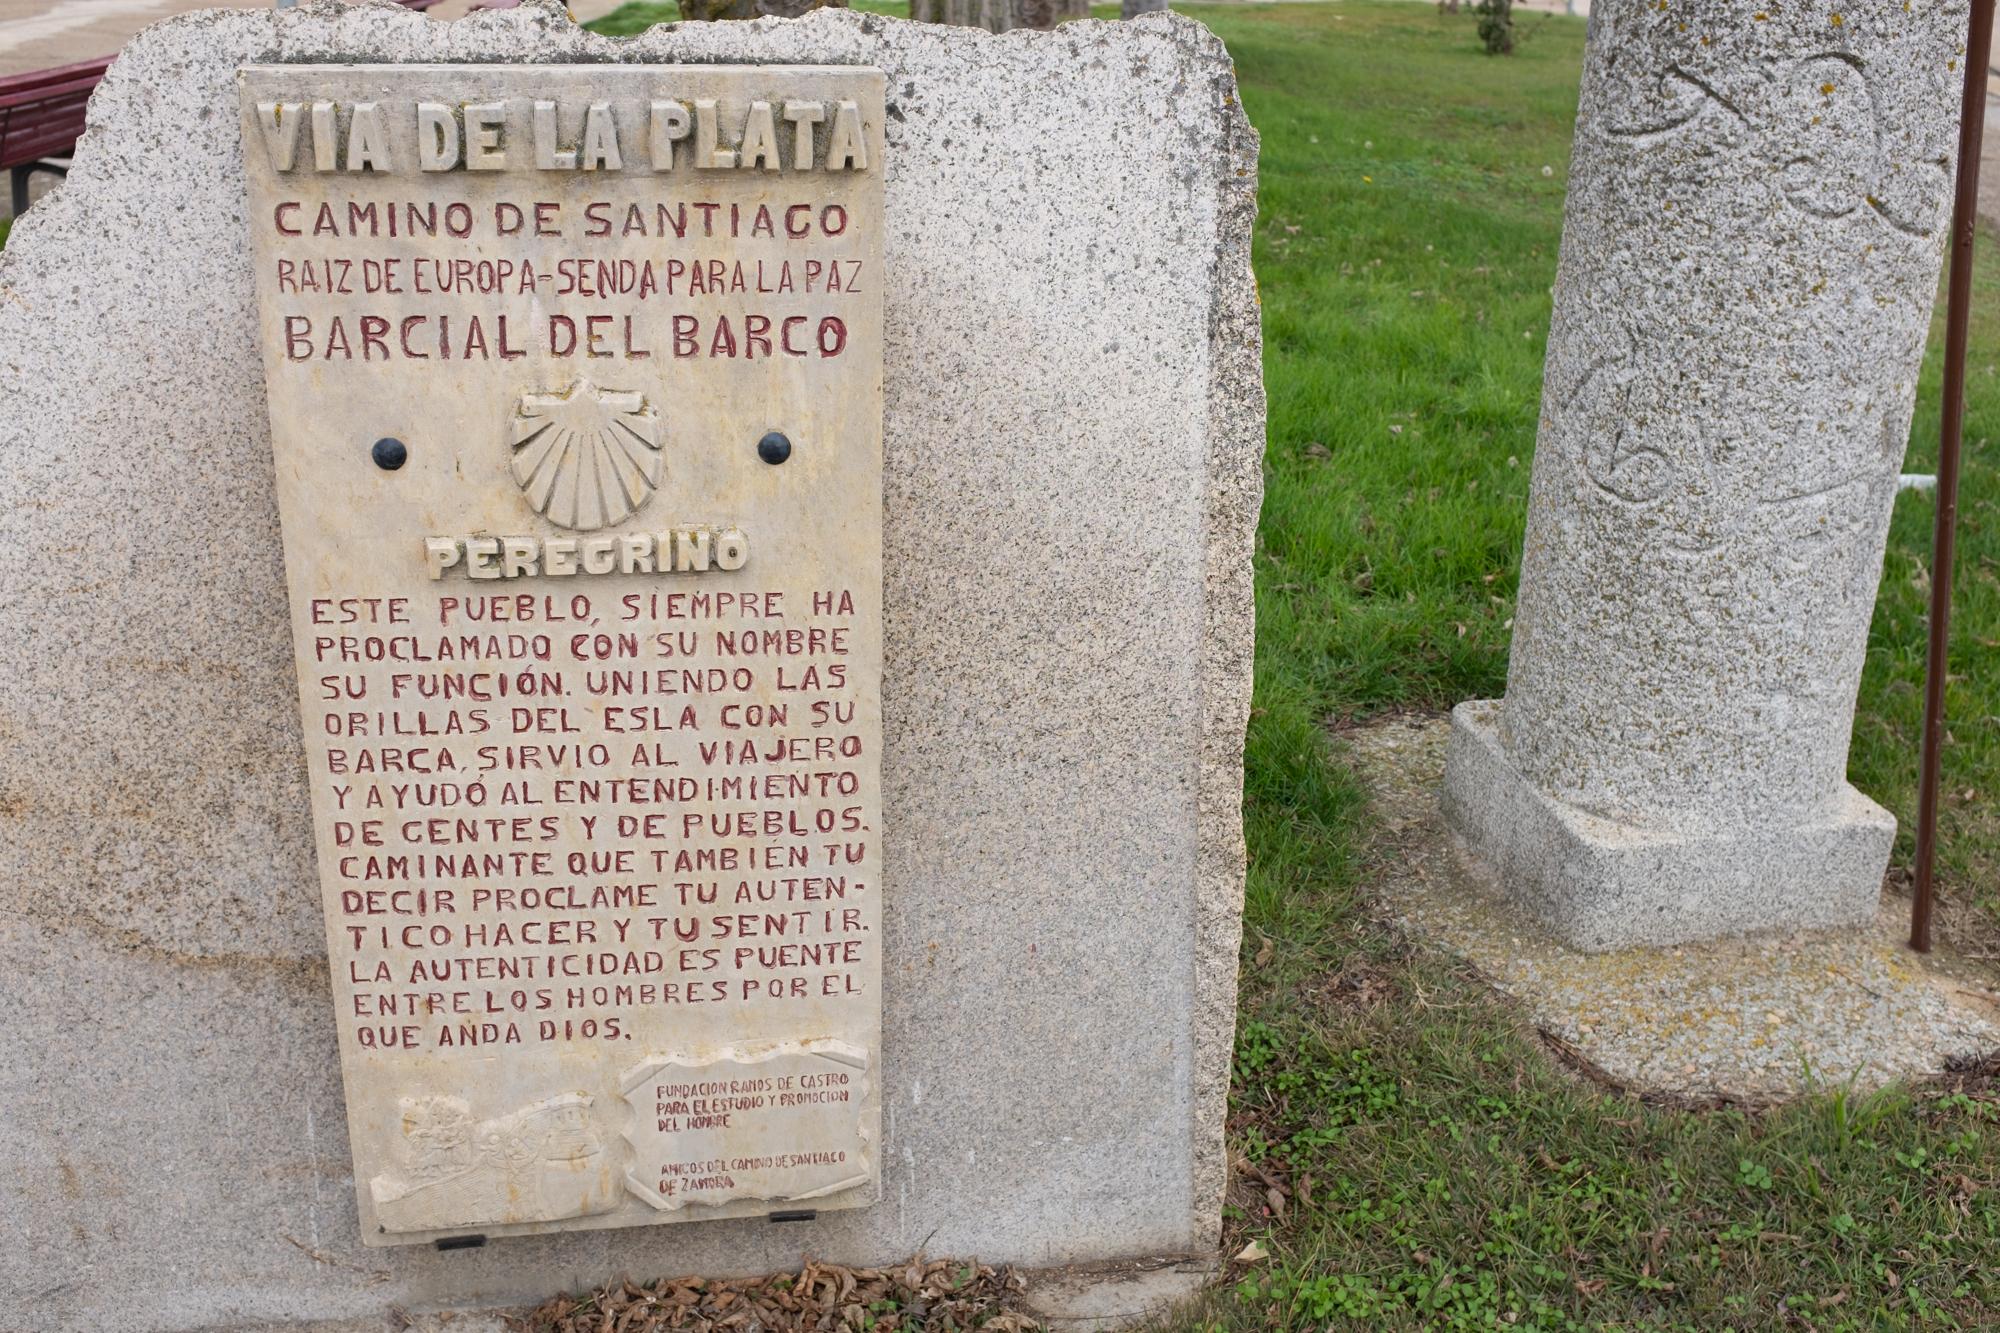 VIA DE LA PLATA
CAMINO DE SANTIAGO
RAIZ DE EUROPA-SENDA PARA LA PAZ
BARCIAL DEL BARCO
PEREGRINO
ESTE PUEBLO, SIEMPRE HA
PROCLAMADO CON SU NOMBRE
SU FUNCIÓN. UNIENDO LAS
ORILLAS DEL ESLA CON SU
BARCA, SIRVIO AL VIAJERO
Y AYUDÓ AL ENTENDIMIENTO
DE GENTES Y DE PUEBLOS.
CAMINANTE QUE TAMBIÉN TU
DECIR PROCLAME TU AUTEN-
TICO HACER Y TU SENTIR.
LA AUTENTICIDAD ES PUENTE
ENTRE LOS HOMBRES POR EL
QUE ANDA DIOS.
FUNDACION RAMOS DE CASTRO
PARA EL ESTUDIO Y PROMOCION
DEL HOMBRE
AMIGOS DEL CAMINO DE SANTIAGO
DE ZAMORA